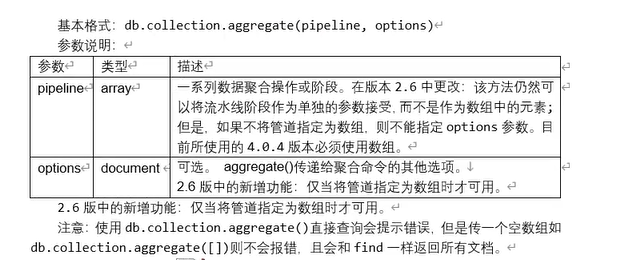 基本格式：db.collection.aggregate(pipeline, options)
参数说明：
参数 类型 描述
pipeline array 一系列数据聚合操作或阶段。在版本 2.6 中更改：该方法仍然可
以将流水线阶段作为单独的参数接受，而不是作为数组中的元素；
但是，如果不将管道指定为数组，则不能指定 options 参数。目
前所使用的 4.0.4 版本必须使用数组。
options document 可选。 aggregate()传递给聚合命令的其他选项。
2.6 版中的新增功能：仅当将管道指定为数组时才可用。
2.6 版中的新增功能：仅当将管道指定为数组时才可用。
注意：使用 db.collection.aggregate()直接查询会提示错误，但是传一个空数组如
db.collection.aggregate([])则不会报错，且会和 find 一样返回所有文档。